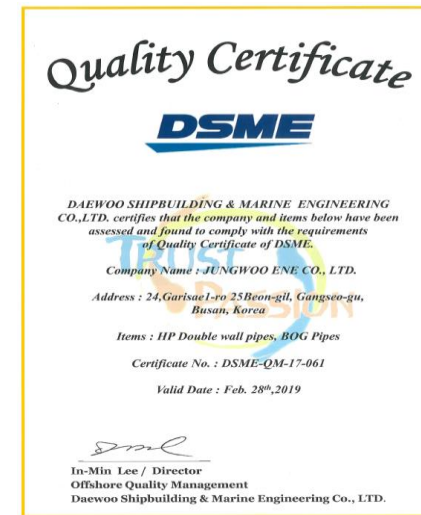 Quality Certificate
DSME
DAEWOO SHIPBUILDING & MARINE ENGINEERING
CO.,LTD. certifies that the company and items below have been
assessed and found to comply with the requirements
of Quality Certificate of DSME.
TRUST
PASSION
Company Name : JUNGWOO ENE CO., LTD.
Address : 24,Garisae1-ro 25Beon-gil, Gangseo-gu,
Busan, Korea
Items : HP Double wall pipes, BOG Pipes
Certificate No. : DSME-QM-17-061
Valid Date : Feb. 28th,2019
In-Min Lee / Director
Offshore Quality Management
Daewoo Shipbuilding & Marine Engineering Co., LTD.